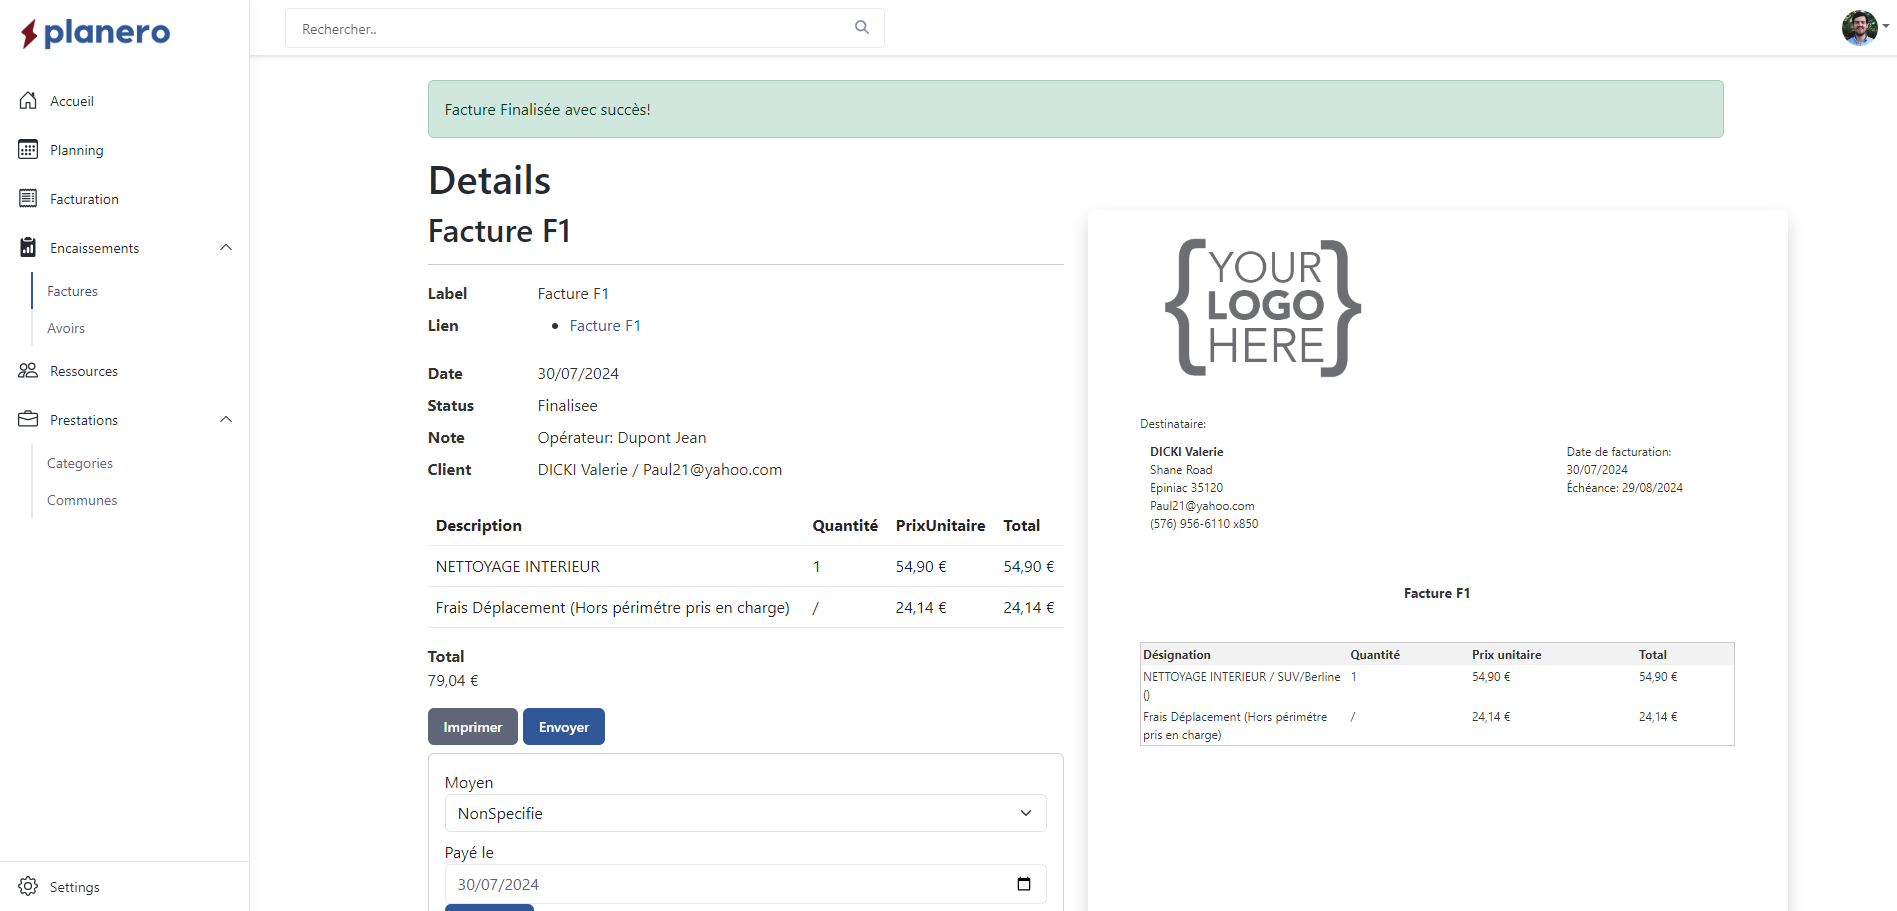 planero
Rechercher..
Accueil
Planning
Facturation
Encaissements
Factures
Avoirs
Ressources
Prestations
Categories
Communes
Settings
Facture Finalisée avec succès!
Details
Facture F1
Label Facture F1
Lien • Facture F1
Date 30/07/2024
Status Finalisee
Note Opérateur: Dupont Jean
Client DICKI Valerie / Paul21@yahoo.com
Description Quantité PrixUnitaire Total
NETTOYAGE INTERIEUR 1 54,90 € 54,90 €
Frais Déplacement (Hors périmétre pris en charge) / 24,14 € 24,14 €
Total
79,04 €
Imprimer Envoyer
Moyen
NonSpecifie
Payé le
30/07/2024
{YOUR
LOGO
HERE}
Destinataire:
DICKI Valerie
Shane Road
Epiniac 35120
Paul21@yahoo.com
(576) 956-6110 x850
Date de facturation:
30/07/2024
Échéance: 29/08/2024
Facture F1
Désignation Quantité Prix unitaire Total
NETTOYAGE INTERIEUR / SUV/Berline 1 54,90 € 54,90 €
()
Frais Déplacement (Hors périmétre / 24,14 € 24,14 €
pris en charge)